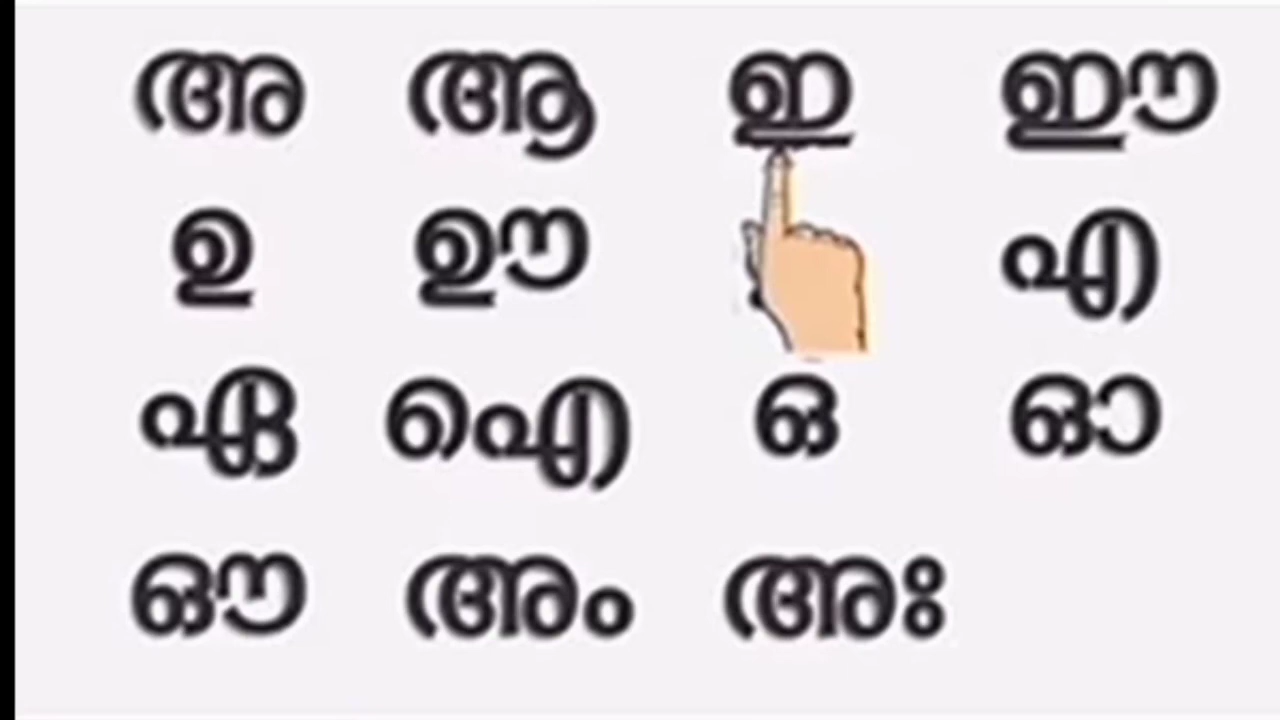 അ ആ ഇ ഈ
ഉ ഊ എ
ഏ ഐ ഒ ഓ
ഔ അം അഃ